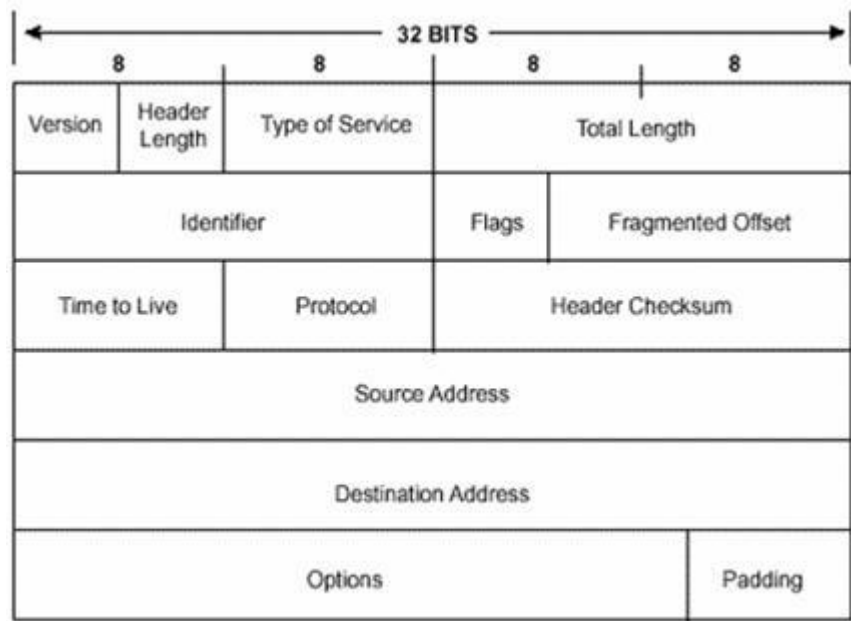 32 BITS
8 8 8 8
Version Header Length Type of Service Total Length
Identifier Flags Fragmented Offset
Time to Live Protocol Header Checksum
Source Address
Destination Address
Options Padding